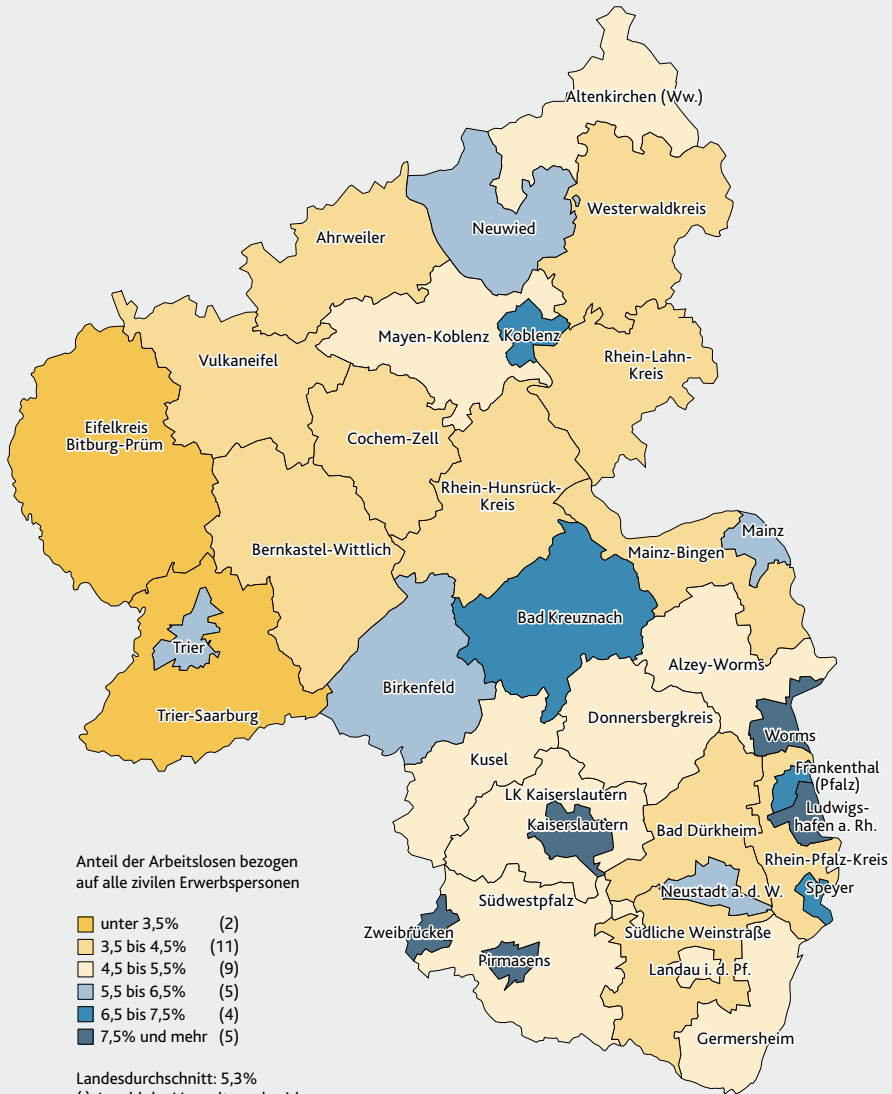 Altenkirchen (Ww.)
Westerwaldkreis
Neuwied
Ahrweiler
Mayen-Koblenz
Koblenz
Vulkaneifel
Rhein-Lahn-
Kreis
Eifelkreis
Bitburg-Prüm
Cochem-Zell
Rhein-Hunsrück-
Kreis
Mainz
Bernkastel-Wittlich
Mainz-Bingen
Bad Kreuznach
Trier
Alzey-Worms
Birkenfeld
Trier-Saarburg
Donnersbergkreis
Worms
Kusel
Frankenthal
(Pfalz)
LK Kaiserslautern
Ludwigs-
hafen a. Rh.
Kaiserslautern
Bad Dürkheim
Rhein-Pfalz-Kreis
Neustadt a. d. W.
Speyer
Südwestpfalz
Zweibrücken
Südliche Weinstraße
Pirmasens
Landau i. d. Pf.
Germersheim
Anteil der Arbeitslosen bezogen
auf alle zivilen Erwerbspersonen
unter 3,5% (2)
3,5 bis 4,5% (11)
4,5 bis 5,5% (9)
5,5 bis 6,5% (5)
6,5 bis 7,5% (4)
7,5% und mehr (5)
Landesdurchschnitt: 5,3%